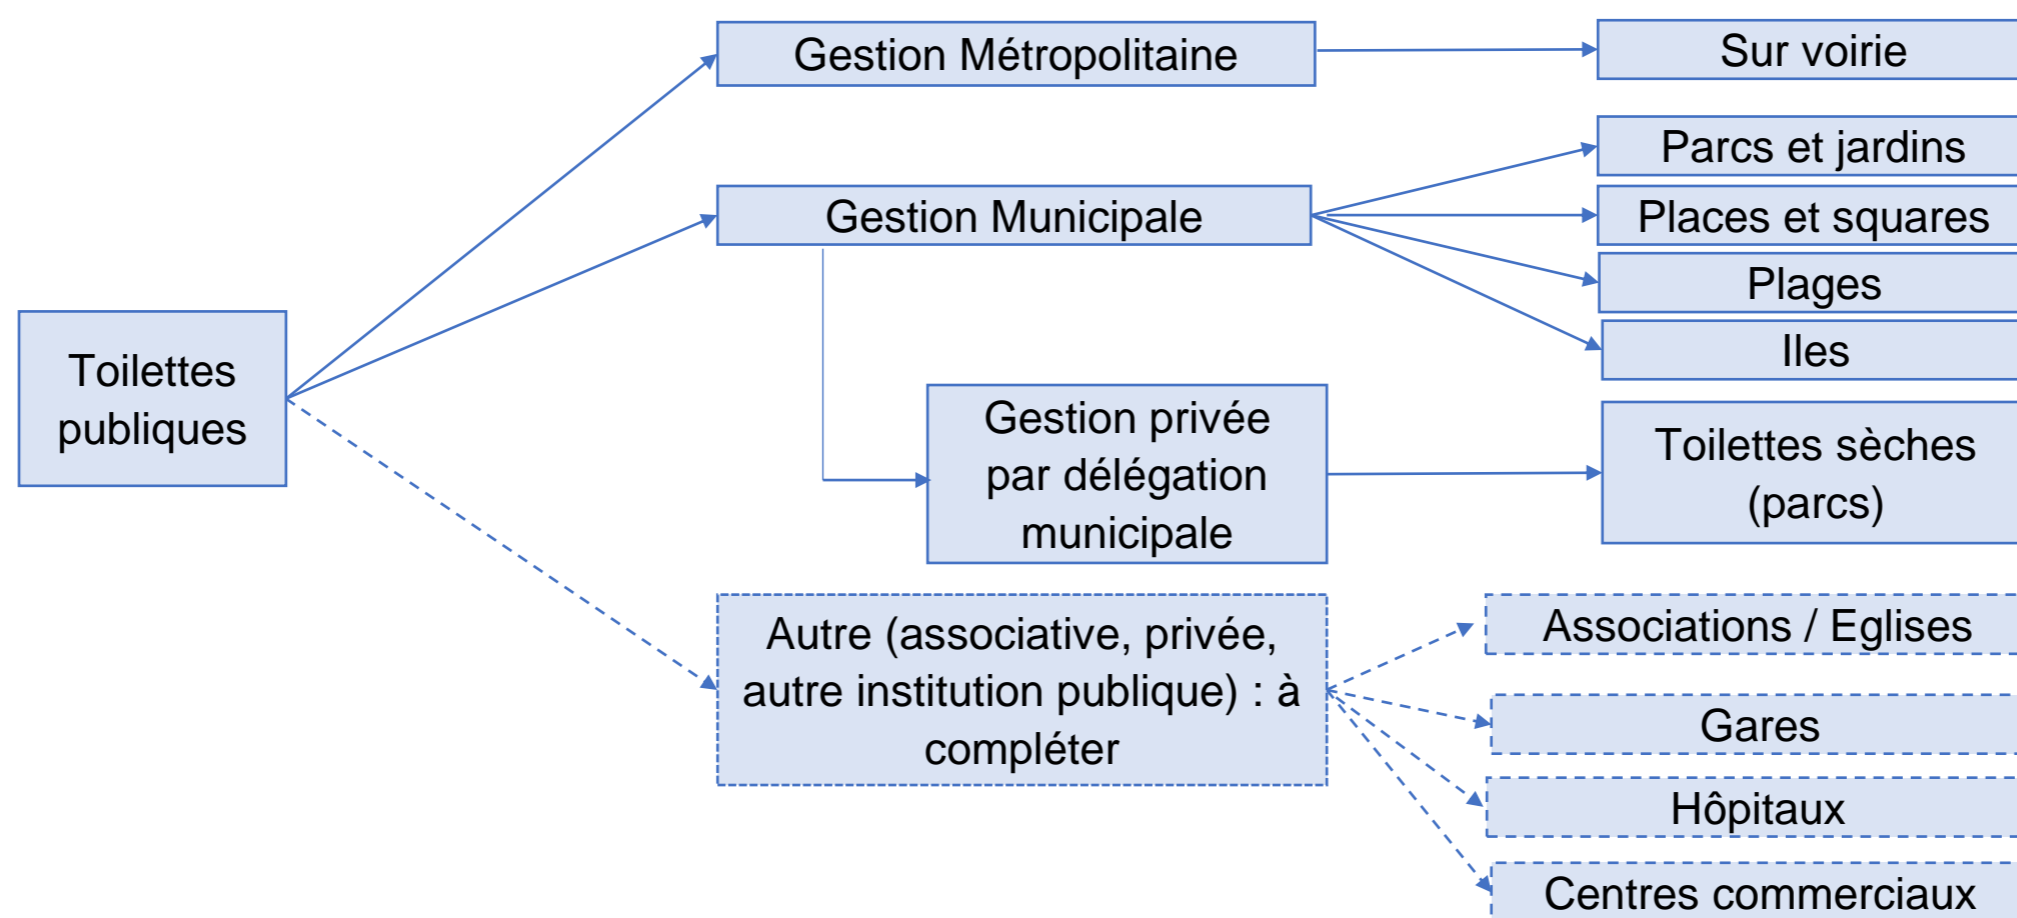 Gestion Métropolitaine
Sur voirie
Parcs et jardins
Gestion Municipale
Places et squares
Plages
Iles
Toilettes
publiques
Gestion privée
par délégation
municipale
Toilettes sèches
(parcs)
Autre (associative, privée,
autre institution publique) : à
compléter
Associations / Eglises
Gares
Hôpitaux
Centres commerciaux